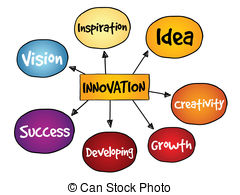 Inspiration
Idea
Vision
INNOVATION
Creativity
Success
Developing
Growth
© Can Stock Photo